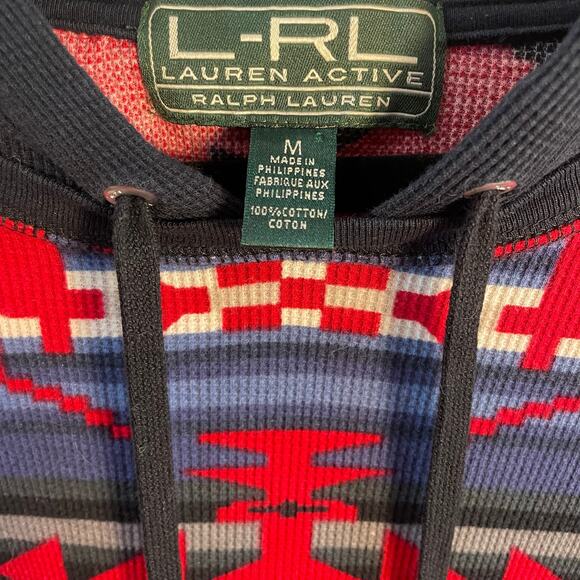 L-RL
LAUREN ACTIVE
RALPH LAUREN
M
MADE IN
PHILIPPINES
FABRIQUE AUX
PHILIPPINES
100%COTTON/
COTON